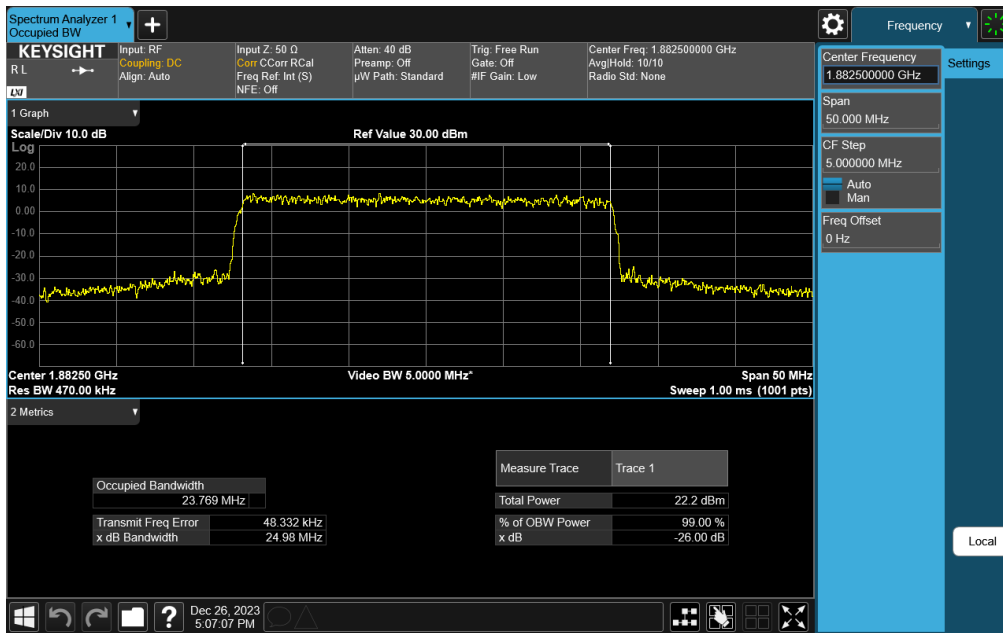 Spectrum Analyzer 1
Occupied BW
Frequency
KEYSIGHT
R L
LXI
Input: RF
Coupling: DC
Align: Auto
Input Z: 50 Ω
Corr CCorr RCal
Freq Ref: Int (S)
NFE: Off
Atten: 40 dB
Preamp: Off
µW Path: Standard
Trig: Free Run
Gate: Off
#IF Gain: Low
Center Freq: 1.882500000 GHz
Avg|Hold: 10/10
Radio Std: None
Center Frequency
1.882500000 GHz
Settings
Span
50.000 MHz
CF Step
5.000000 MHz
Auto
Man
Freq Offset
0 Hz
Local
1 Graph
Scale/Div 10.0 dB
Ref Value 30.00 dBm
Log
20.0
10.0
0.00
-10.0
-20.0
-30.0
-40.0
-50.0
-60.0
Center 1.88250 GHz
Video BW 5.0000 MHz*
Span 50 MHz
Res BW 470.00 kHz
Sweep 1.00 ms (1001 pts)
2 Metrics
Occupied Bandwidth
23.769 MHz
Transmit Freq Error 48.332 kHz
x dB Bandwidth 24.98 MHz
Measure Trace Trace 1
Total Power 22.2 dBm
% of OBW Power 99.00 %
x dB -26.00 dB
Dec 26, 2023
5:07:07 PM